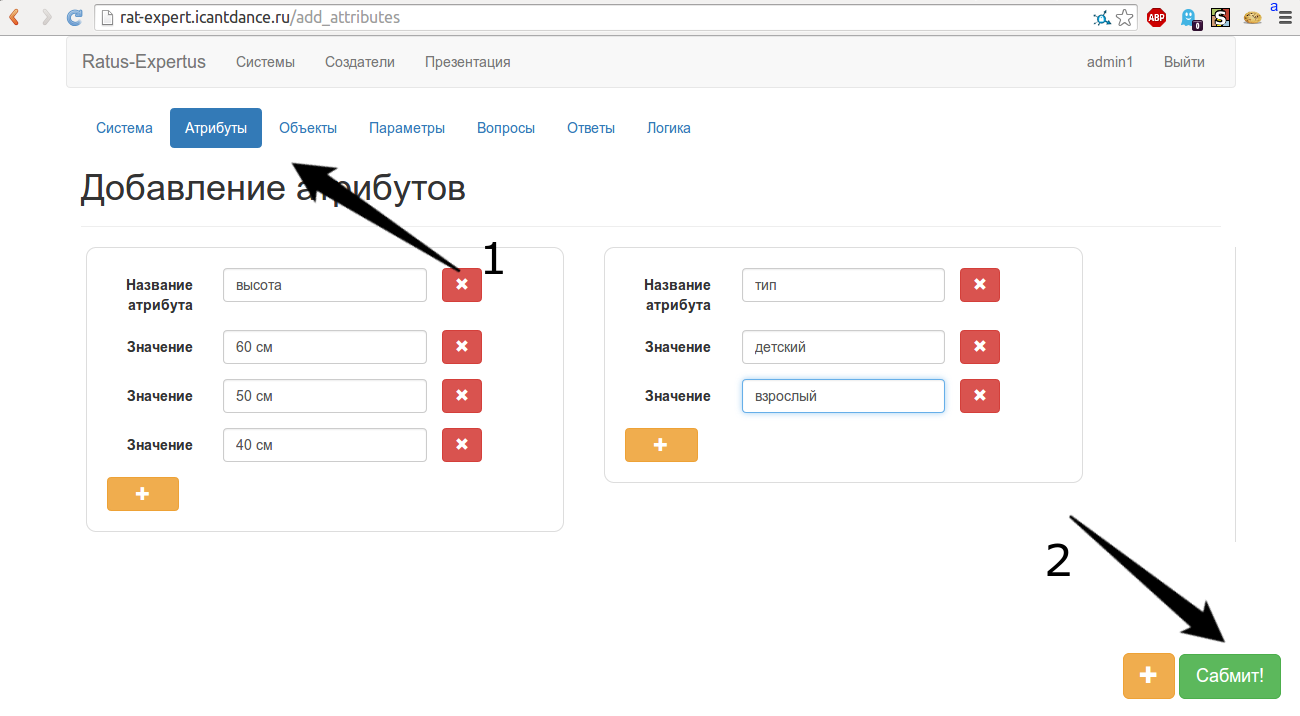 rat-expert.icantdance.ru/add_attributes
ABP
0
S
a
Ratus-Expertus Системы Создатели Презентация admin1 Выйти
Система Атрибуты Объекты Параметры Вопросы Ответы Логика
Добавление атрибутов
1
Название атрибута высота
Значение 60 см
Значение 50 см
Значение 40 см
Название атрибута тип
Значение детский
Значение взрослый
2
Сабмит!